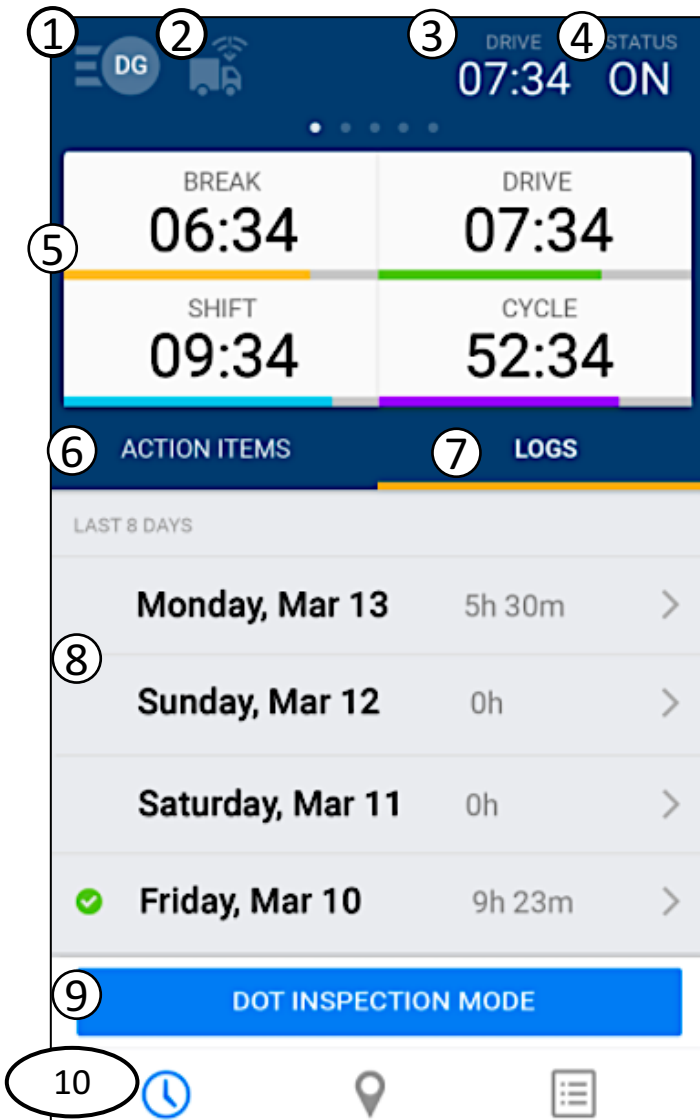 1 DG 2 3 DRIVE 4 STATUS
07:34 ON
BREAK DRIVE
5 06:34 07:34
SHIFT CYCLE
09:34 52:34
6 ACTION ITEMS 7 LOGS
LAST 8 DAYS
Monday, Mar 13 5h 30m
8
Sunday, Mar 12 0h
Saturday, Mar 11 0h
Friday, Mar 10 9h 23m
9 DOT INSPECTION MODE
10